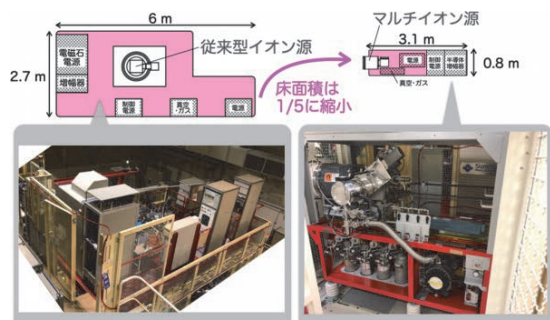 6 m
マルチイオン源
3.1 m
電磁石
電源
増幅器
従来型イオン源
2.7 m
電源
制御
電源
半導体
増幅器
0.8 m
真空・ガス
床面積は
1/5に縮小
制御
電源
真空
・ガス
電源